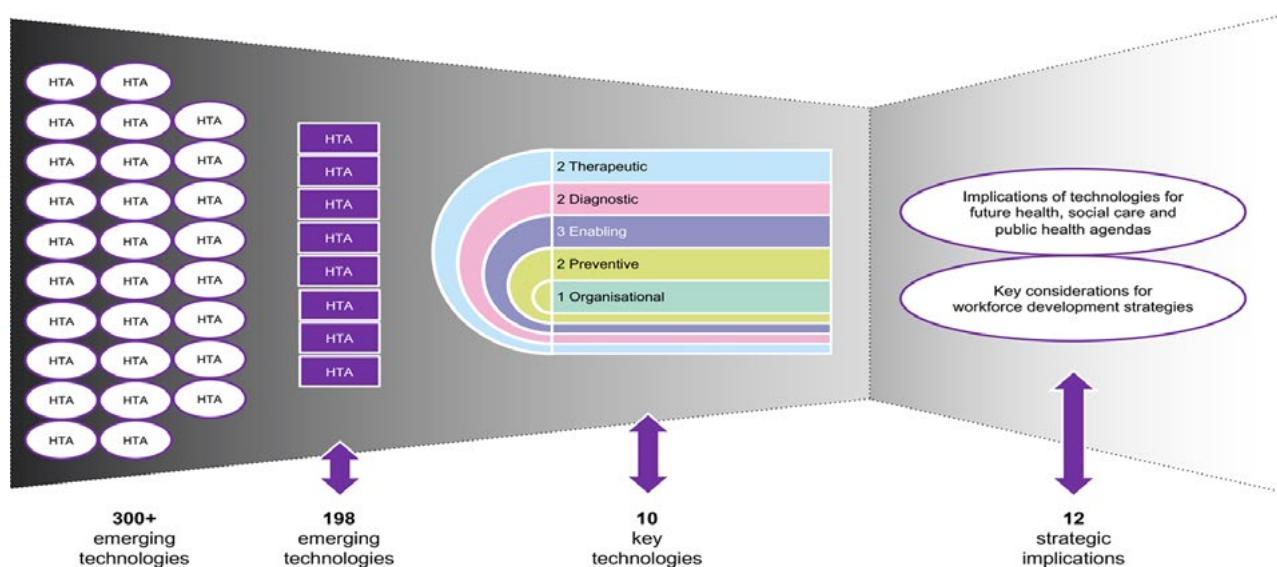 HTA HTA
HTA HTA HTA
HTA HTA HTA
HTA HTA HTA
HTA HTA HTA
HTA HTA HTA
HTA HTA HTA
HTA HTA HTA
HTA HTA HTA
HTA HTA
HTA
HTA
HTA
HTA
HTA
HTA
HTA
HTA
2 Therapeutic
2 Diagnostic
3 Enabling
2 Preventive
1 Organisational
Implications of technologies for
future health, social care and
public health agendas
Key considerations for
workforce development strategies
300+
emerging
technologies
198
emerging
technologies
10
key
technologies
12
strategic
implications